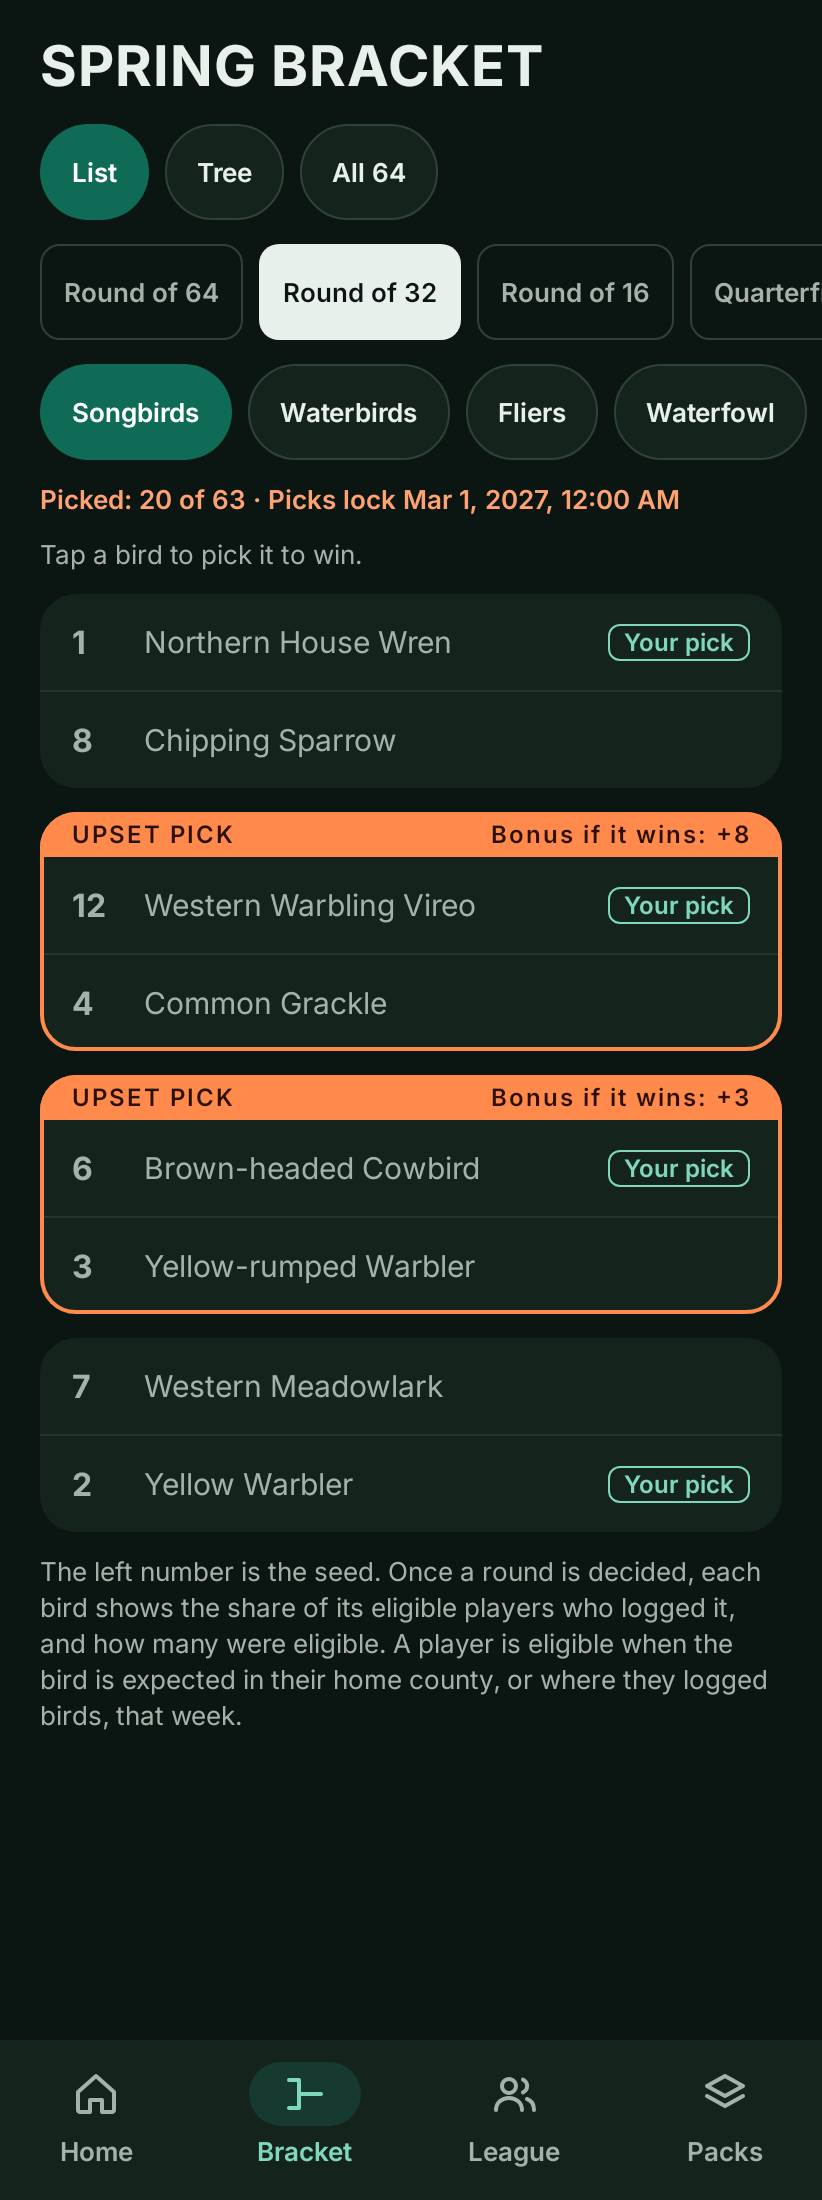 SPRING BRACKET
List Tree All 64
Round of 64 Round of 32 Round of 16 Quarterfi
Songbirds Waterbirds Fliers Waterfowl
Picked: 20 of 63 · Picks lock Mar 1, 2027, 12:00 AM
Tap a bird to pick it to win.
1 Northern House Wren Your pick
8 Chipping Sparrow
UPSET PICK Bonus if it wins: +8
12 Western Warbling Vireo Your pick
4 Common Grackle
UPSET PICK Bonus if it wins: +3
6 Brown-headed Cowbird Your pick
3 Yellow-rumped Warbler
7 Western Meadowlark
2 Yellow Warbler Your pick
The left number is the seed. Once a round is decided, each
bird shows the share of its eligible players who logged it,
and how many were eligible. A player is eligible when the
bird is expected in their home county, or where they logged
birds, that week.
Home Bracket League Packs